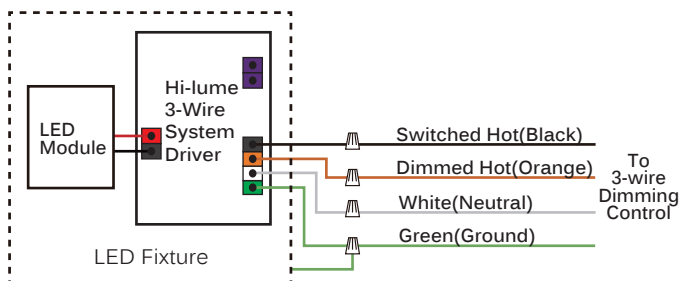 Hi-lume
3-Wire
System
Driver
LED
Module
LED Fixture
Switched Hot(Black)
Dimmed Hot(Orange)
White(Neutral)
Green(Ground)
To
3-wire
Dimming
Control